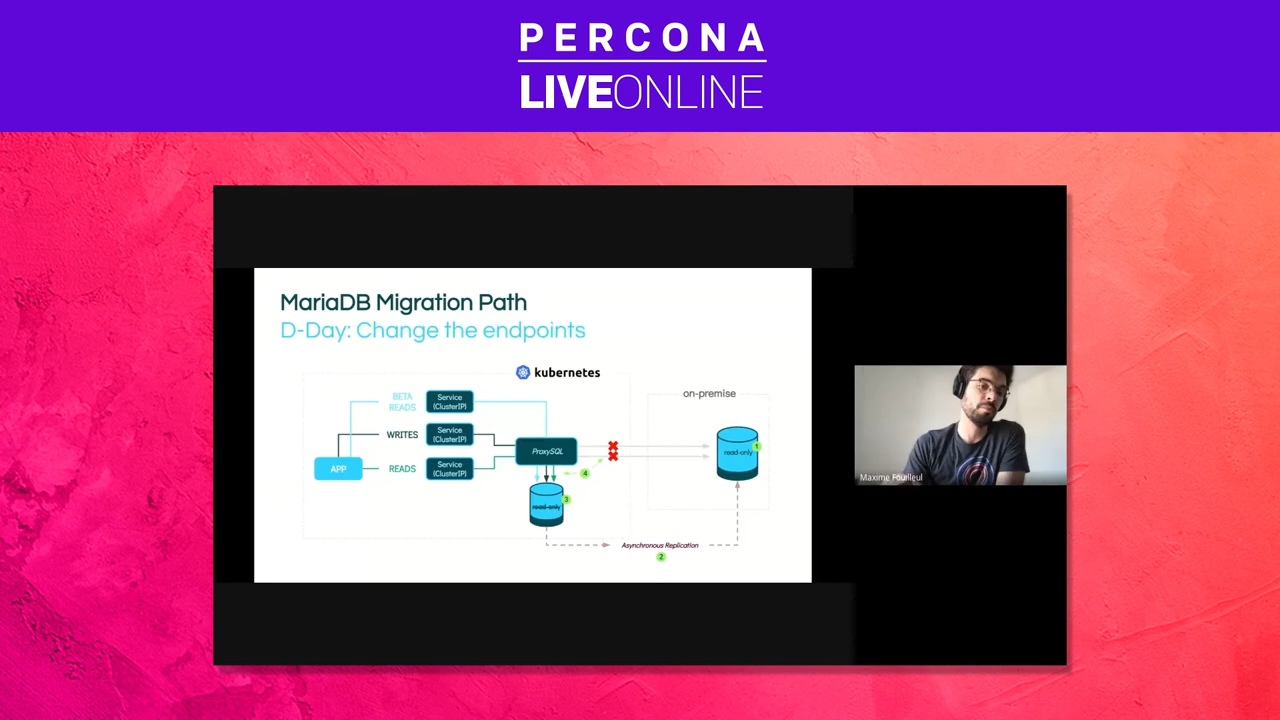 PERCONA
LIVEONLINE
MariaDB Migration Path
D-Day: Change the endpoints
kubernetes
on-premise
BETA
READS
Service
(ClusterIP)
WRITES
Service
(ClusterIP)
READS
Service
(ClusterIP)
APP
ProxySQL
read-only
1
4
read-only
3
Asynchronous Replication
2
Maxime Fouilleul